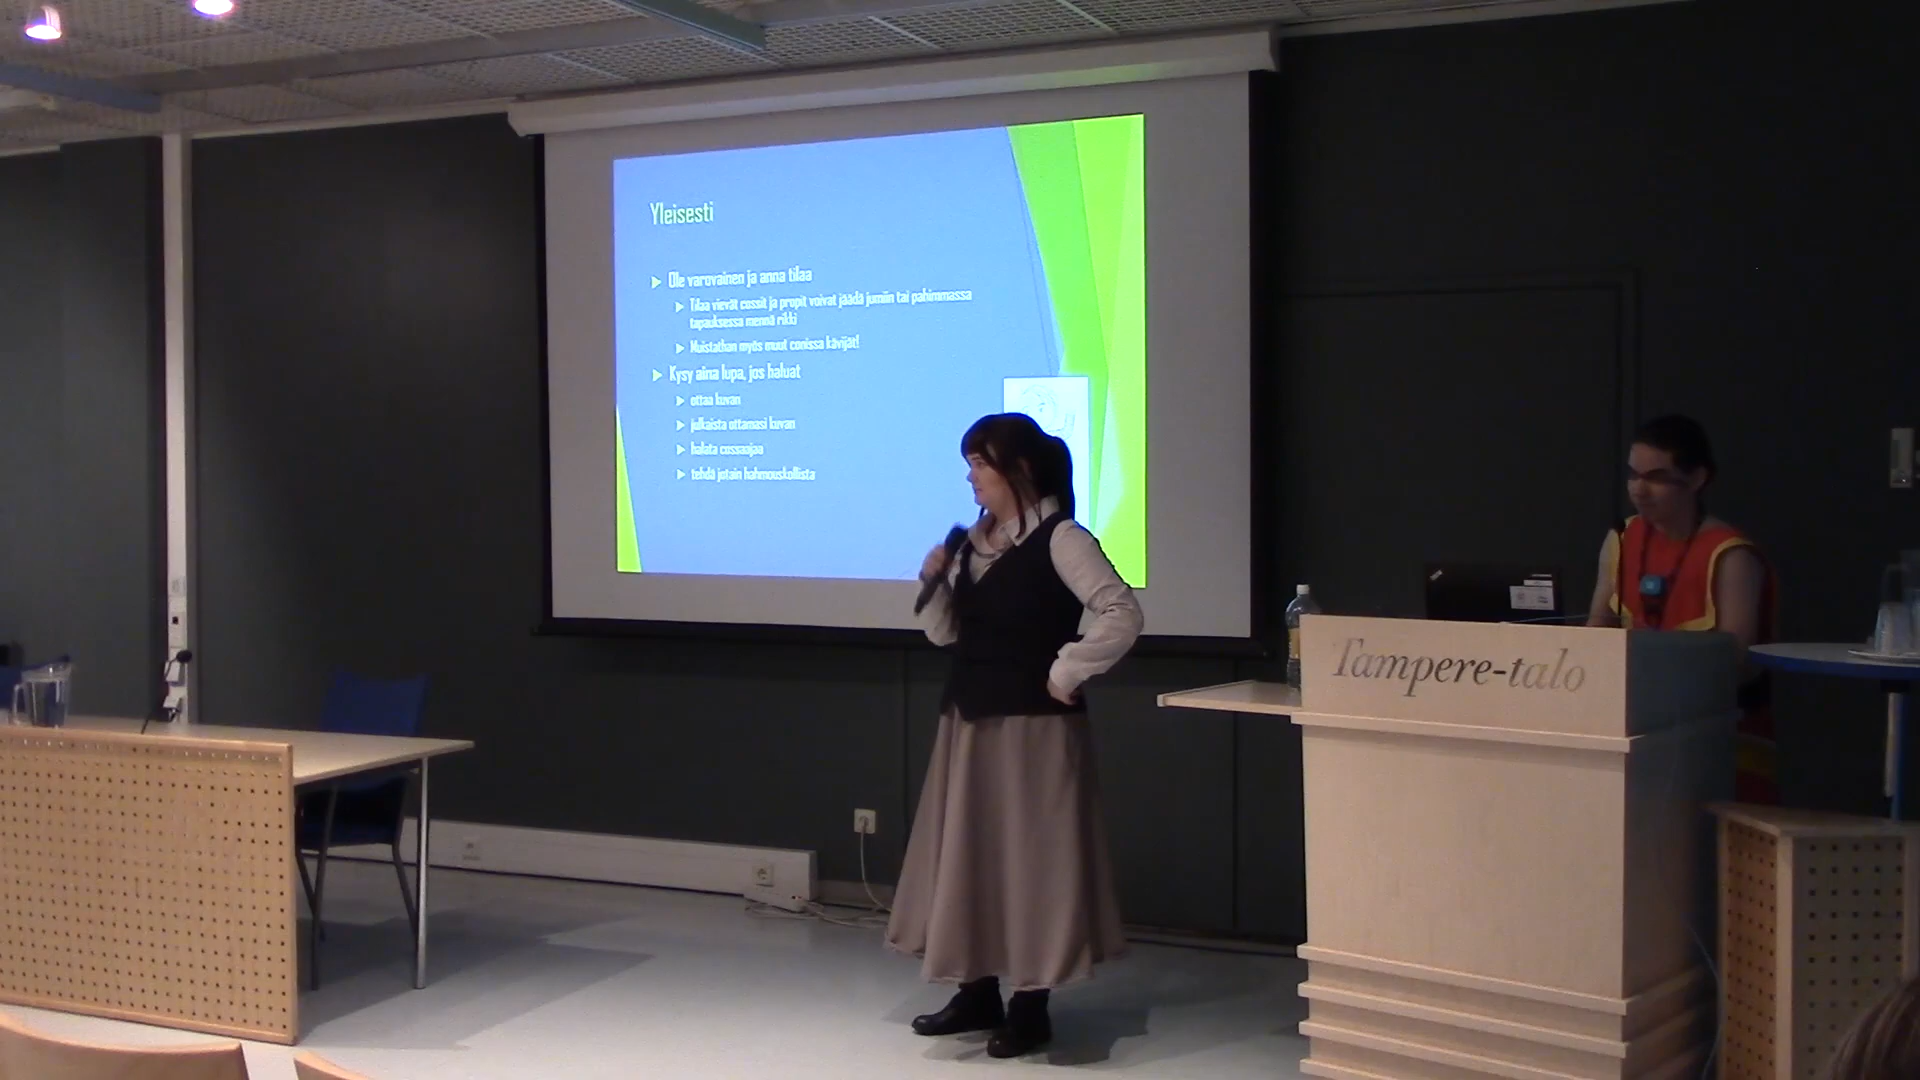 Yleisesti
Ole varovainen ja anna tilaa
Tilaa vievät cossit ja propit voivat jäädä jumiin tai pahimmassa
tapauksessa mennä rikki
Muistathan myös muut conissa kävijät!
Kysy aina lupa, jos haluat
ottaa kuvan
julkaista ottamasi kuvan
halata cossaajaa
tehdä jotain hahmouskollista
Tampere-talo